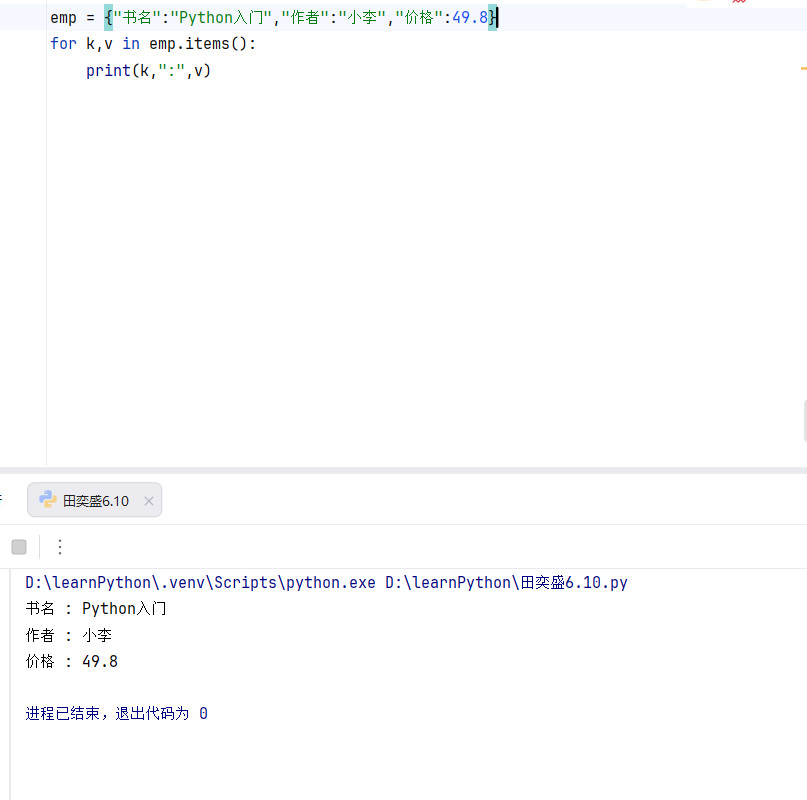 emp = {"书名":"Python入门","作者":"小李","价格":49.8}
for k,v in emp.items():
    print(k,":",v)
田奕盛6.10
D:\learnPython\.venv\Scripts\python.exe D:\learnPython\田奕盛6.10.py
书名 : Python入门
作者 : 小李
价格 : 49.8
进程已结束，退出代码为 0